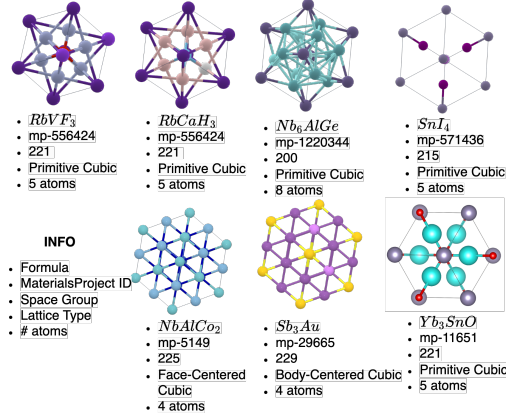 • RbVF₃
• mp-556424
• 221
• Primitive Cubic
• 5 atoms
• RbCaH₃
• mp-556424
• 221
• Primitive Cubic
• 5 atoms
• Nb₆AlGe
• mp-1220344
• 200
• Primitive Cubic
• 8 atoms
• SnI₄
• mp-571436
• 215
• Primitive Cubic
• 5 atoms
INFO
• Formula
• MaterialsProject ID
• Space Group
• Lattice Type
• # atoms
• NbAlCo₂
• mp-5149
• 225
• Face-Centered
Cubic
• 4 atoms
• Sb₃Au
• mp-29665
• 229
• Body-Centered Cubic
• 4 atoms
• Yb₃SnO
• mp-11651
• 221
• Primitive Cubic
• 5 atoms